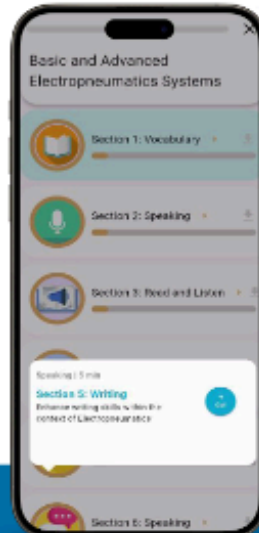 Basic and Advanced
Electropneumatics Systems
Section 1: Vocabulary
Section 2: Speaking
Section 3: Read and Listen
Speaking | 5 min
Section 5: Writing
Enhance writing skills within the
context of Electropneumatics
Section 6: Speaking